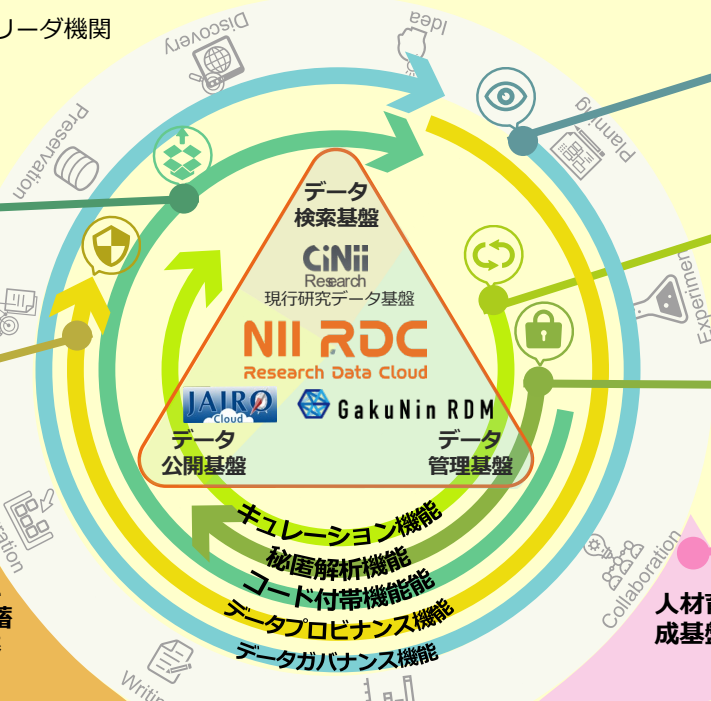 リーダ機関
Discovery
Idea
Planning
Preservation
データ
検索基盤
CiNii
Research
現行研究データ基盤
NII RDC
Research Data Cloud
JAIRO
Cloud
GakuNin RDM
データ
公開基盤
データ
管理基盤
Experimen
キュレーション機能
秘匿解析機能
コード付帯機能能
データプロビナンス機能
データガバナンス機能
Collaboration
ration
蓄
人材育
成基盤
Writin